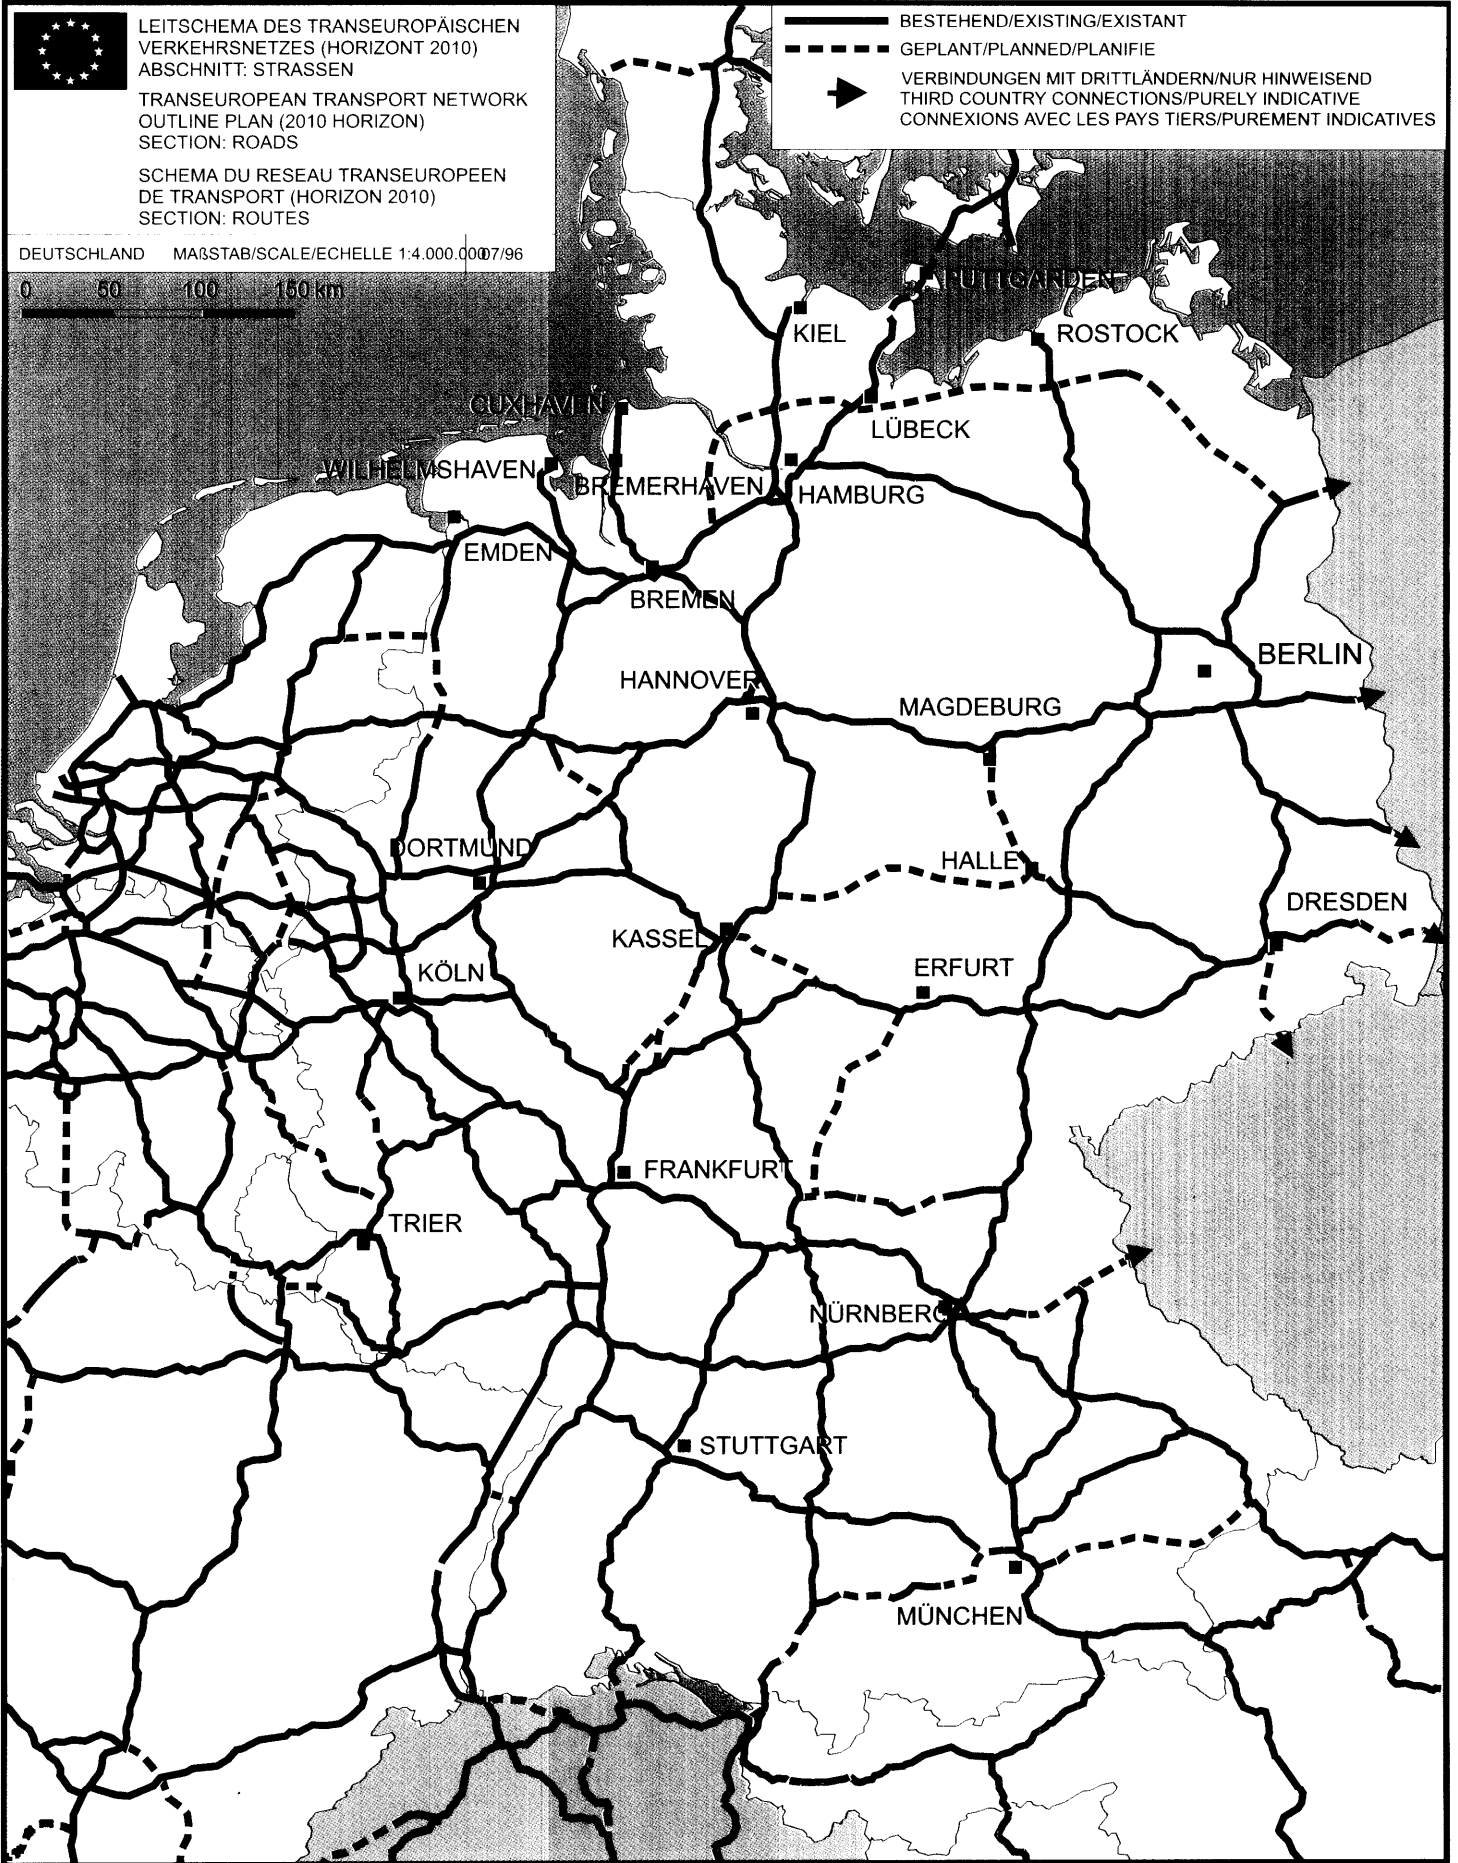 LEITSCHEMA DES TRANSEUROPÄISCHEN
VERKEHRSNETZES (HORIZONT 2010)
ABSCHNITT: STRASSEN
TRANSEUROPEAN TRANSPORT NETWORK
OUTLINE PLAN (2010 HORIZON)
SECTION: ROADS
SCHEMA DU RESEAU TRANSEUROPEEN
DE TRANSPORT (HORIZON 2010)
SECTION: ROUTES
DEUTSCHLAND MAßSTAB/SCALE/ECHELLE 1:4.000.000 07/96
0 50 100 150 km
BESTEHEND/EXISTING/EXISTANT
GEPLANT/PLANNED/PLANIFIE
VERBINDUNGEN MIT DRITTLÄNDERN/NUR HINWEISEND
THIRD COUNTRY CONNECTIONS/PURELY INDICATIVE
CONNEXIONS AVEC LES PAYS TIERS/PUREMENT INDICATIVES
PUTTGARDEN
KIEL
ROSTOCK
CUXHAVEN
LÜBECK
WILHELMSHAVEN
BREMERHAVEN
HAMBURG
EMDEN
BREMEN
BERLIN
HANNOVER
MAGDEBURG
DORTMUND
HALLE
DRESDEN
KASSEL
KÖLN
ERFURT
FRANKFURT
TRIER
NÜRNBERG
STUTTGART
MÜNCHEN